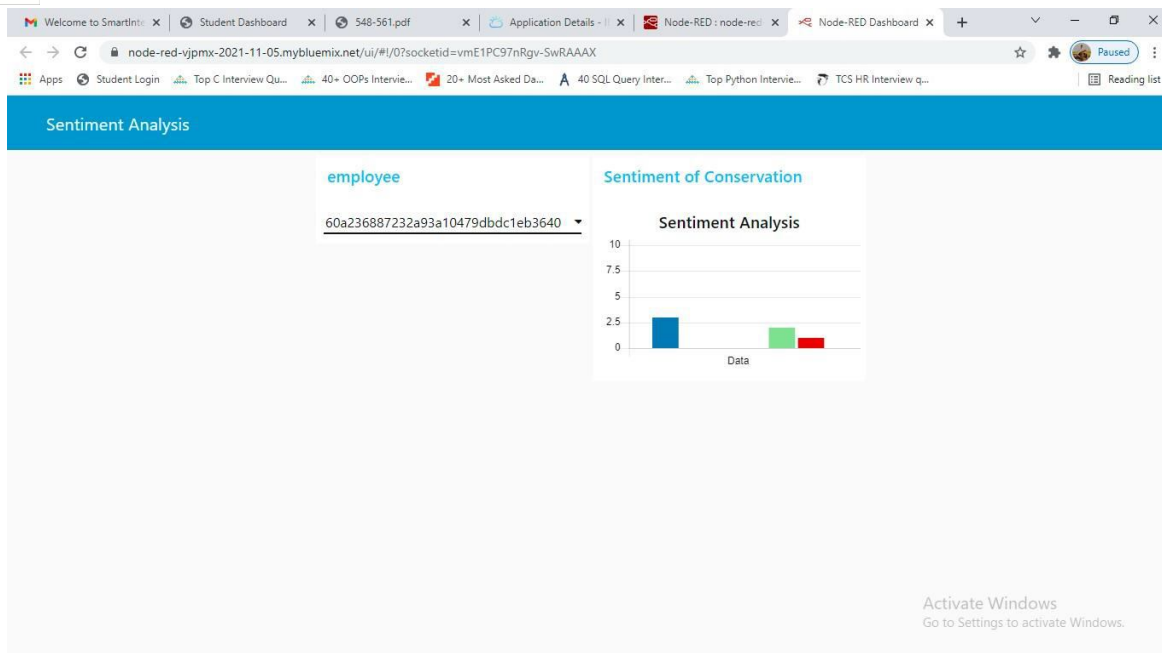 Welcome to SmartInte
Student Dashboard
548-561.pdf
Application Details - I
Node-RED : node-red
Node-RED Dashboard
node-red-vjpmx-2021-11-05.mybluemix.net/ui/#!/0?socketid=vmE1PC97nRgv-SwRAAAX
Paused
Apps
Student Login
Top C Interview Qu...
40+ OOPs Intervie...
20+ Most Asked Da...
40 SQL Query Inter...
Top Python Intervie...
TCS HR Interview q...
Reading list
Sentiment Analysis
employee
60a236887232a93a10479dbdc1eb3640
Sentiment of Conservation
Sentiment Analysis
10
7.5
5
2.5
0
Data
Activate Windows
Go to Settings to activate Windows.